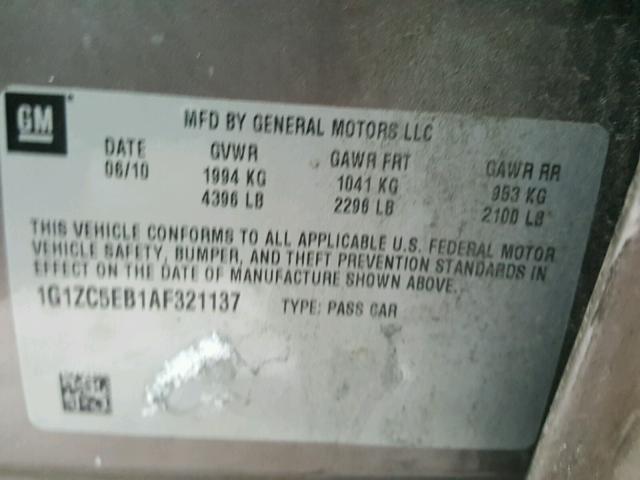 GM
MFD BY GENERAL MOTORS LLC
DATE GVWR GAWR FRT GAWR RR
06/10 1994 KG 1041 KG 953 KG
4396 LB 2296 LB 2100 LB
THIS VEHICLE CONFORMS TO ALL APPLICABLE U.S. FEDERAL MOTOR
VEHICLE SAFETY, BUMPER, AND THEFT PREVENTION STANDARDS IN
EFFECT ON THE DATE OF MANUFACTURE SHOWN ABOVE.
1G1ZC5EB1AF321137 TYPE: PASS CAR